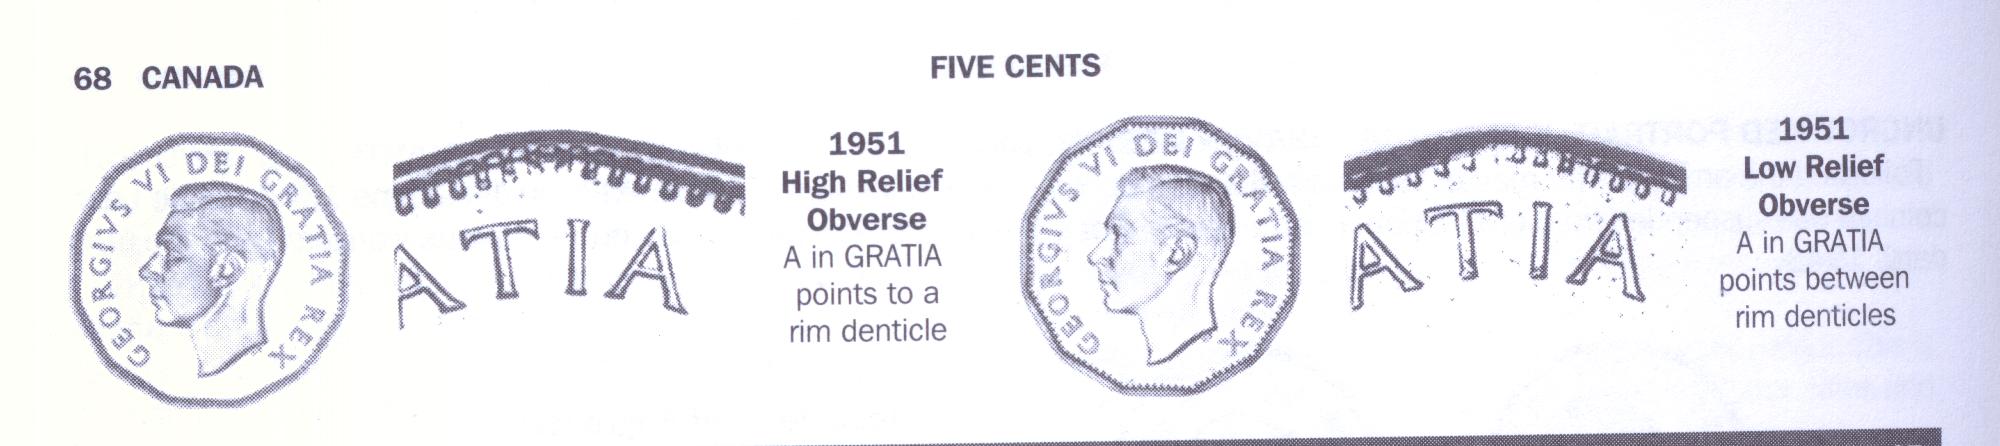 68 CANADA
FIVE CENTS
GEORGIVS VI DEI GRATIA REX
ATIA
1951
High Relief
Obverse
A in GRATIA
points to a
rim denticle
GEORGIVS VI DEI GRATIA REX
ATIA
1951
Low Relief
Obverse
A in GRATIA
points between
rim denticles